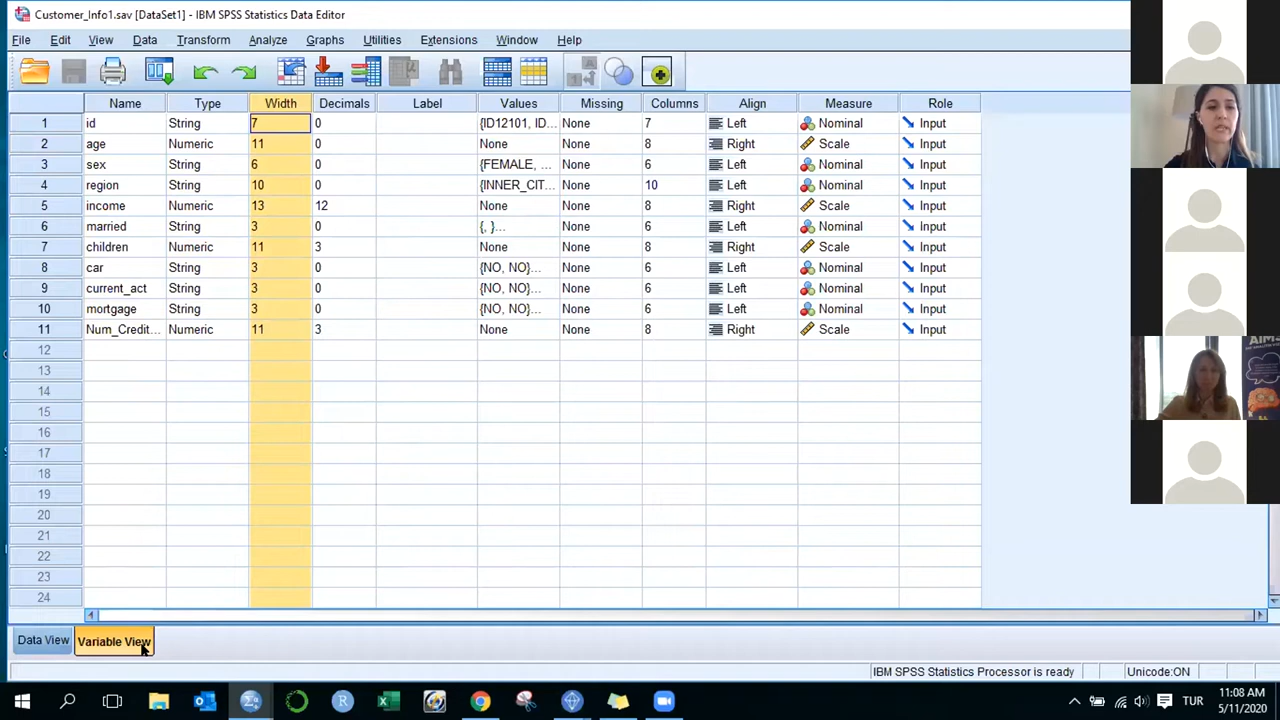 Customer_Info1.sav [DataSet1] - IBM SPSS Statistics Data Editor
File Edit View Data Transform Analyze Graphs Utilities Extensions Window Help
Name Type Width Decimals Label Values Missing Columns Align Measure Role
1 id String 7 0 {ID12101, ID... None 7 Left Nominal Input
2 age Numeric 11 0 None None 8 Right Scale Input
3 sex String 6 0 {FEMALE, ... None 6 Left Nominal Input
4 region String 10 0 {INNER_CIT... None 10 Left Nominal Input
5 income Numeric 13 12 None None 8 Right Scale Input
6 married String 3 0 {, }... None 6 Left Nominal Input
7 children Numeric 11 3 None None 8 Right Scale Input
8 car String 3 0 {NO, NO}... None 6 Left Nominal Input
9 current_act String 3 0 {NO, NO}... None 6 Left Nominal Input
10 mortgage String 3 0 {NO, NO}... None 6 Left Nominal Input
11 Num_Credit... Numeric 11 3 None None 8 Right Scale Input
12
13
14
15
16
17
18
19
20
21
22
23
24
Data View Variable View
IBM SPSS Statistics Processor is ready Unicode:ON
TUR
11:08 AM
5/11/2020